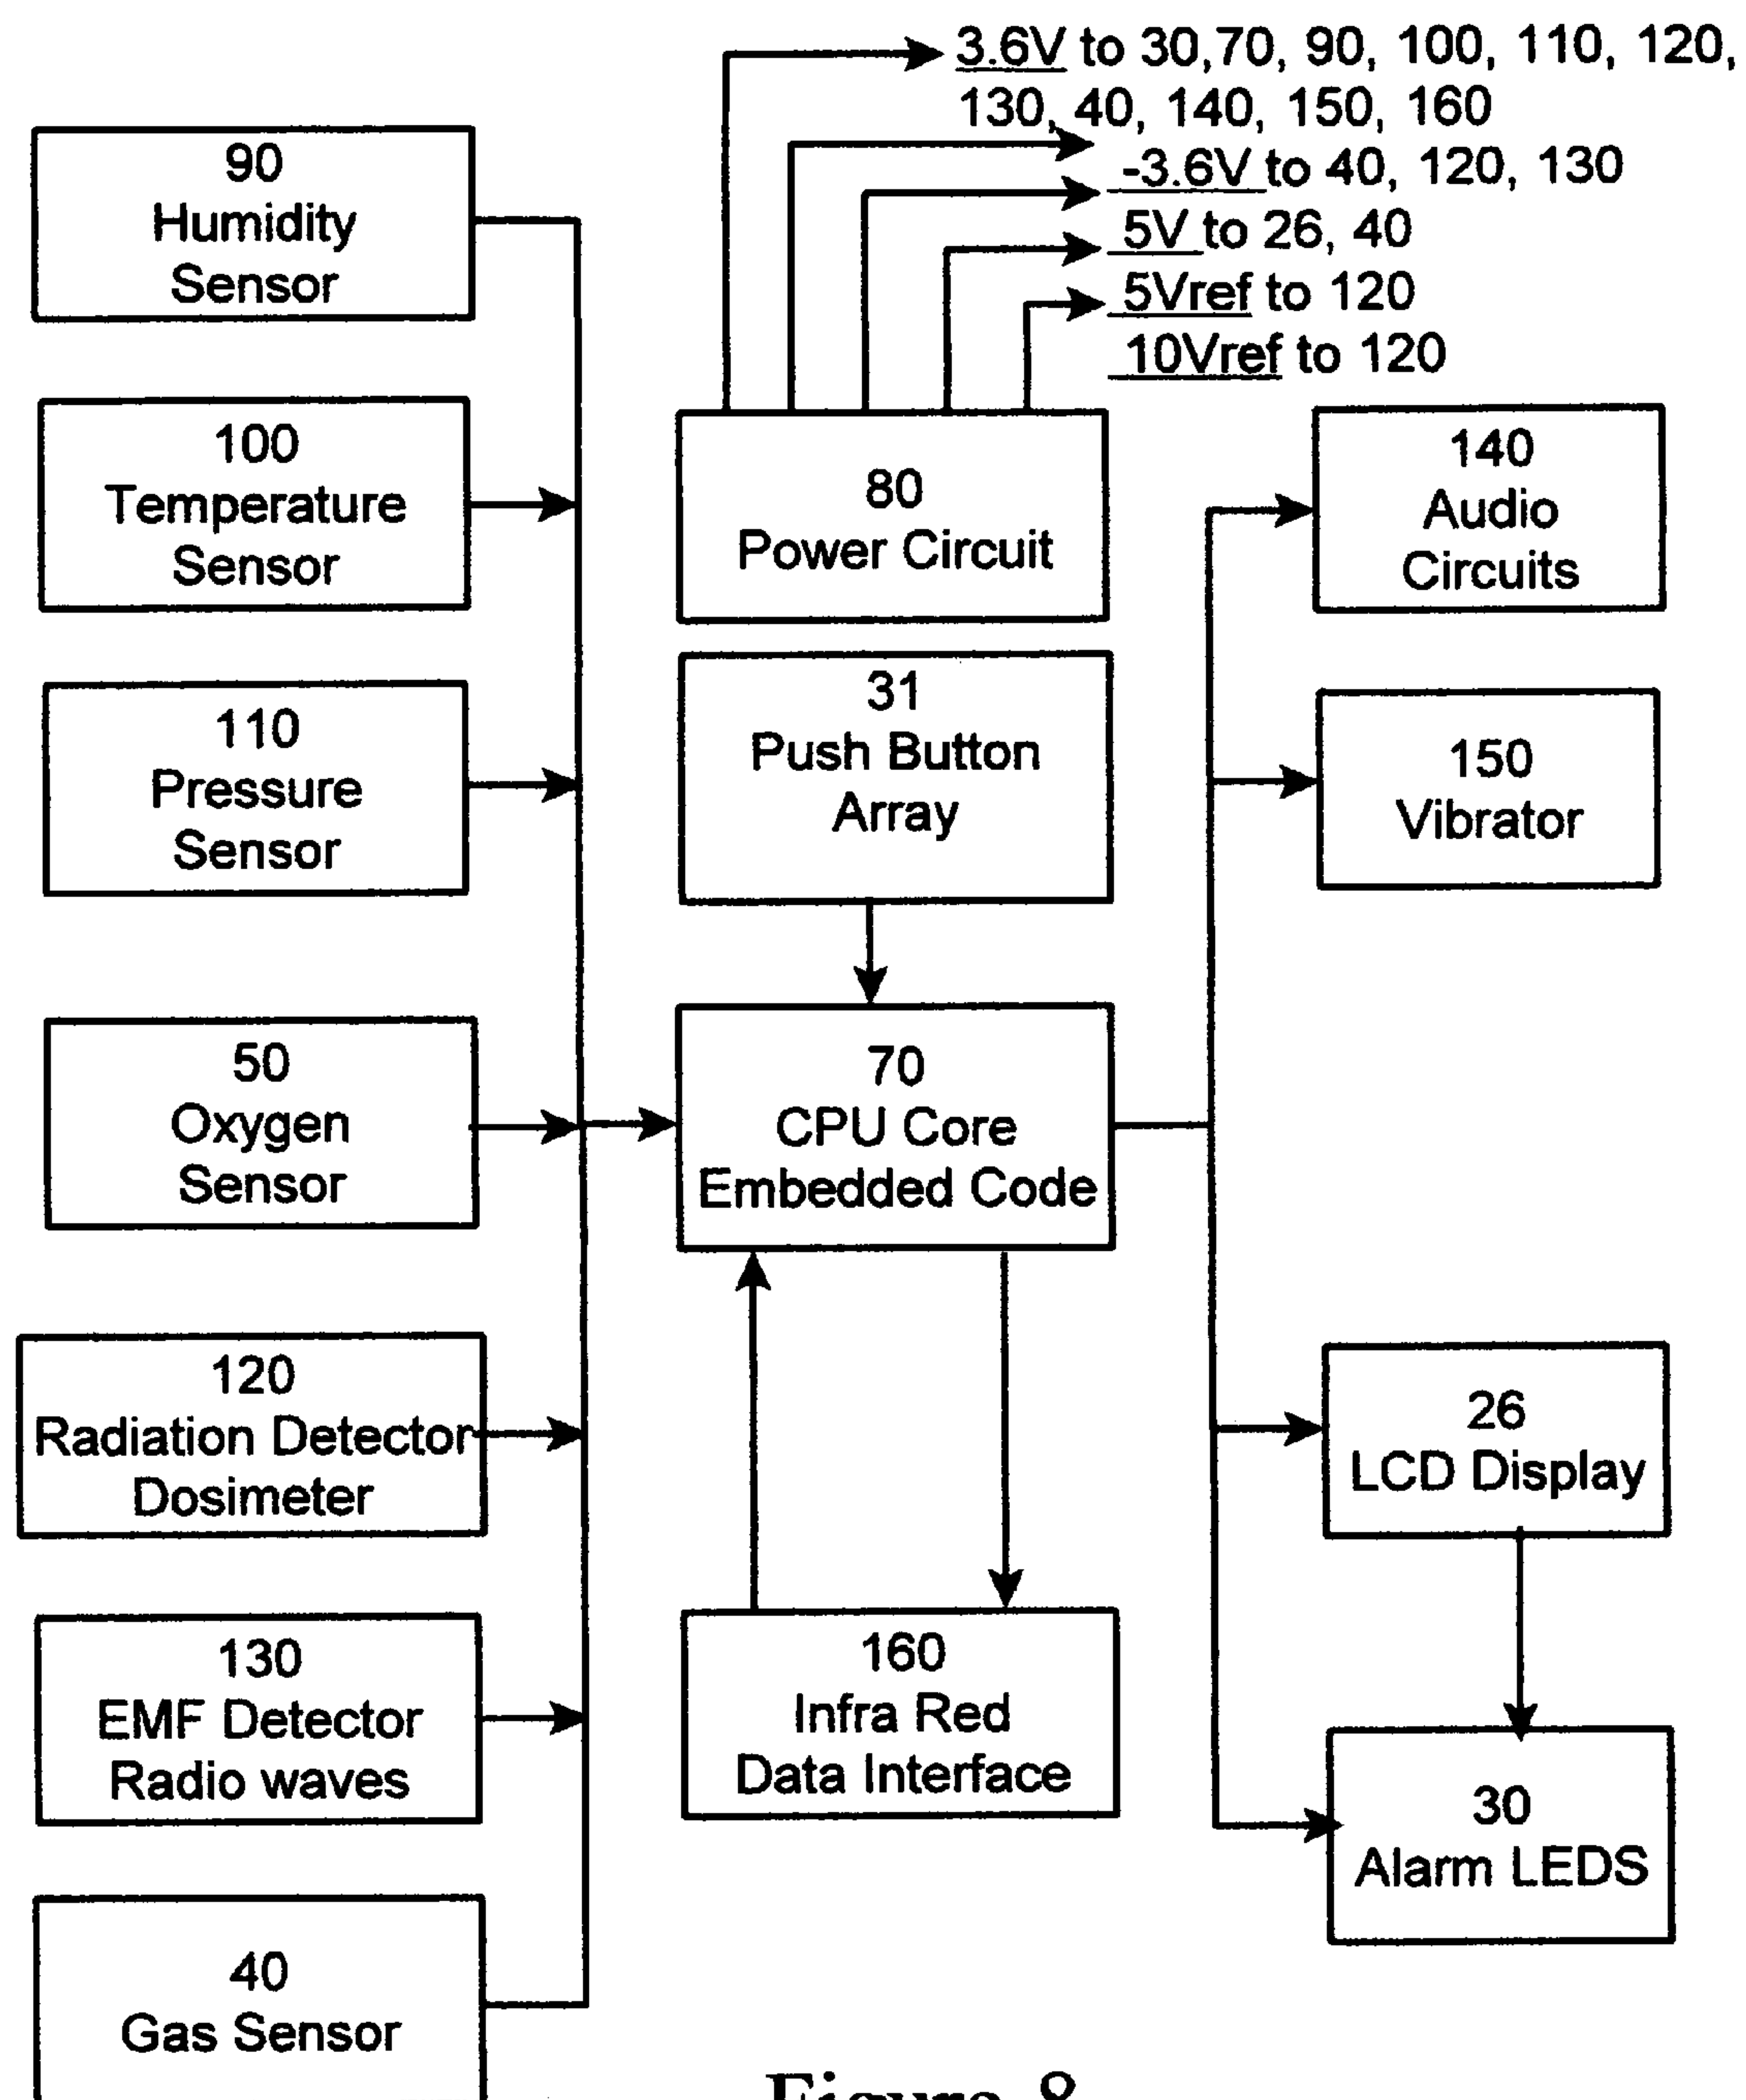 3.6V to 30,70, 90, 100, 110, 120,
130, 40, 140, 150, 160
-3.6V to 40, 120, 130
5V to 26, 40
5Vref to 120
10Vref to 120
90
Humidity
Sensor
100
Temperature
Sensor
110
Pressure
Sensor
50
Oxygen
Sensor
120
Radiation Detector
Dosimeter
130
EMF Detector
Radio waves
40
Gas Sensor
80
Power Circuit
31
Push Button
Array
70
CPU Core
Embedded Code
160
Infra Red
Data Interface
140
Audio
Circuits
150
Vibrator
26
LCD Display
30
Alarm LEDS
Figure 8